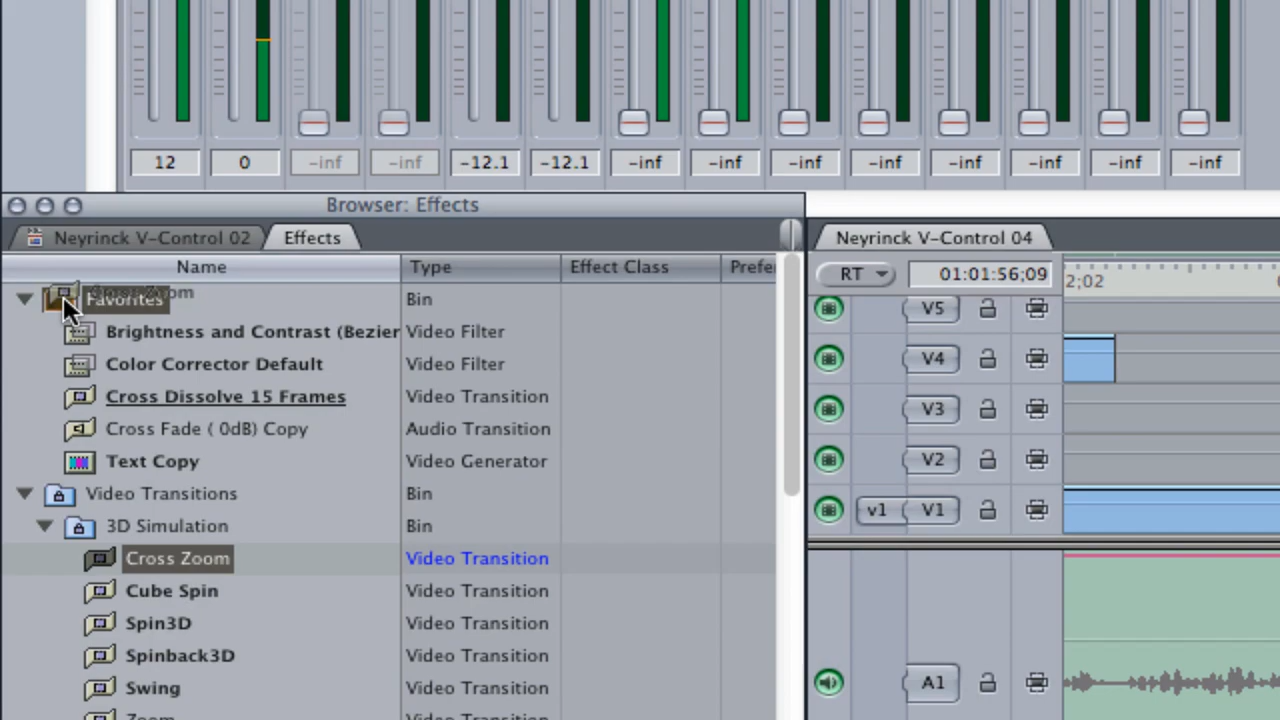 12 0 -inf -inf -12.1 -12.1 -inf -inf -inf -inf -inf -inf -inf -inf
Browser: Effects
Neyrinck V-Control 02 Effects
Name Type Effect Class Prefer
Favorites Bin
Cross Zoom
Brightness and Contrast (Bezier Video Filter
Color Corrector Default Video Filter
Cross Dissolve 15 Frames Video Transition
Cross Fade ( 0dB) Copy Audio Transition
Text Copy Video Generator
Video Transitions Bin
3D Simulation Bin
Cross Zoom Video Transition
Cube Spin Video Transition
Spin3D Video Transition
Spinback3D Video Transition
Swing Video Transition
Zoom Video Transition
Neyrinck V-Control 04
RT 01:01:56;09 2;02
V5
V4
V3
V2
v1 V1
A1